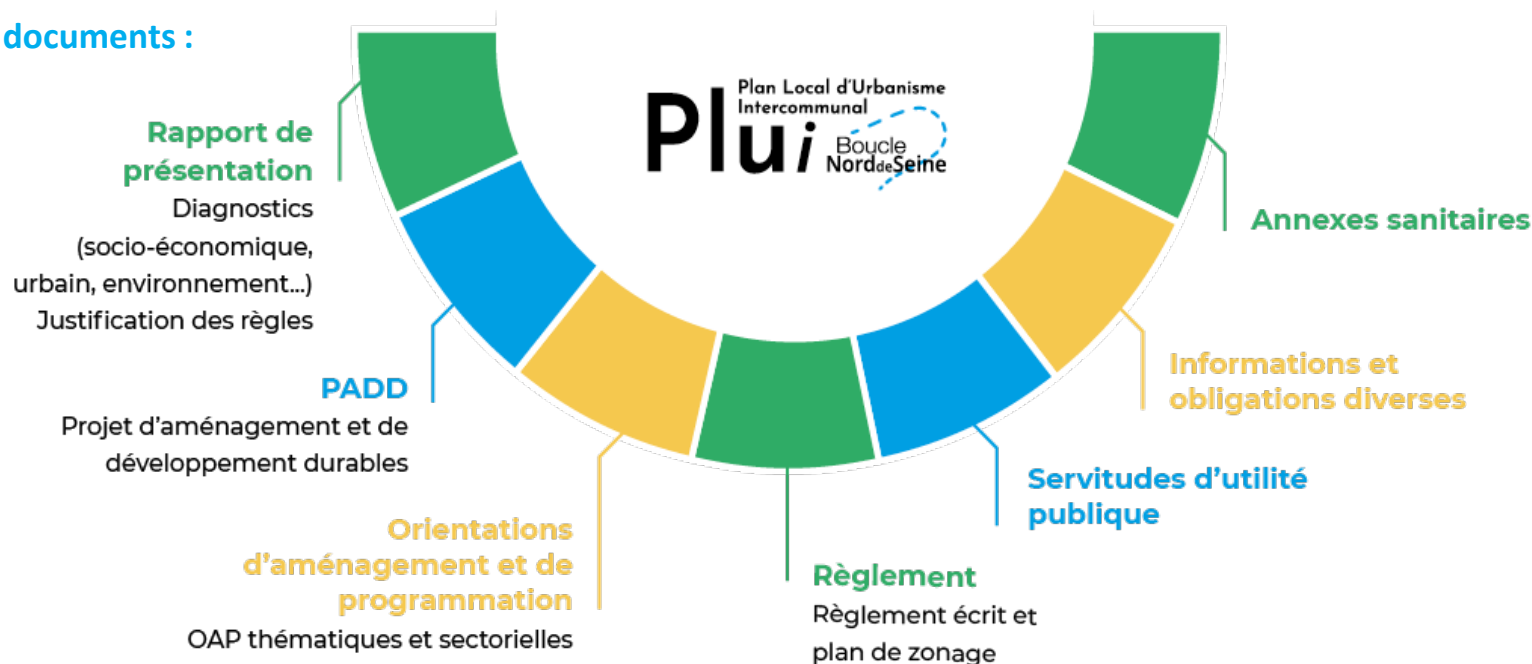 documents :
Plan Local d'Urbanisme
Intercommunal
Plui
Boucle
NorddeSeine
Rapport de
présentation
Diagnostics
(socio-économique,
urbain, environnement...)
Justification des règles
PADD
Projet d'aménagement et de
développement durables
Orientations
d'aménagement et de
programmation
OAP thématiques et sectorielles
Règlement
Règlement écrit et
plan de zonage
Servitudes d'utilité
publique
Informations et
obligations diverses
Annexes sanitaires